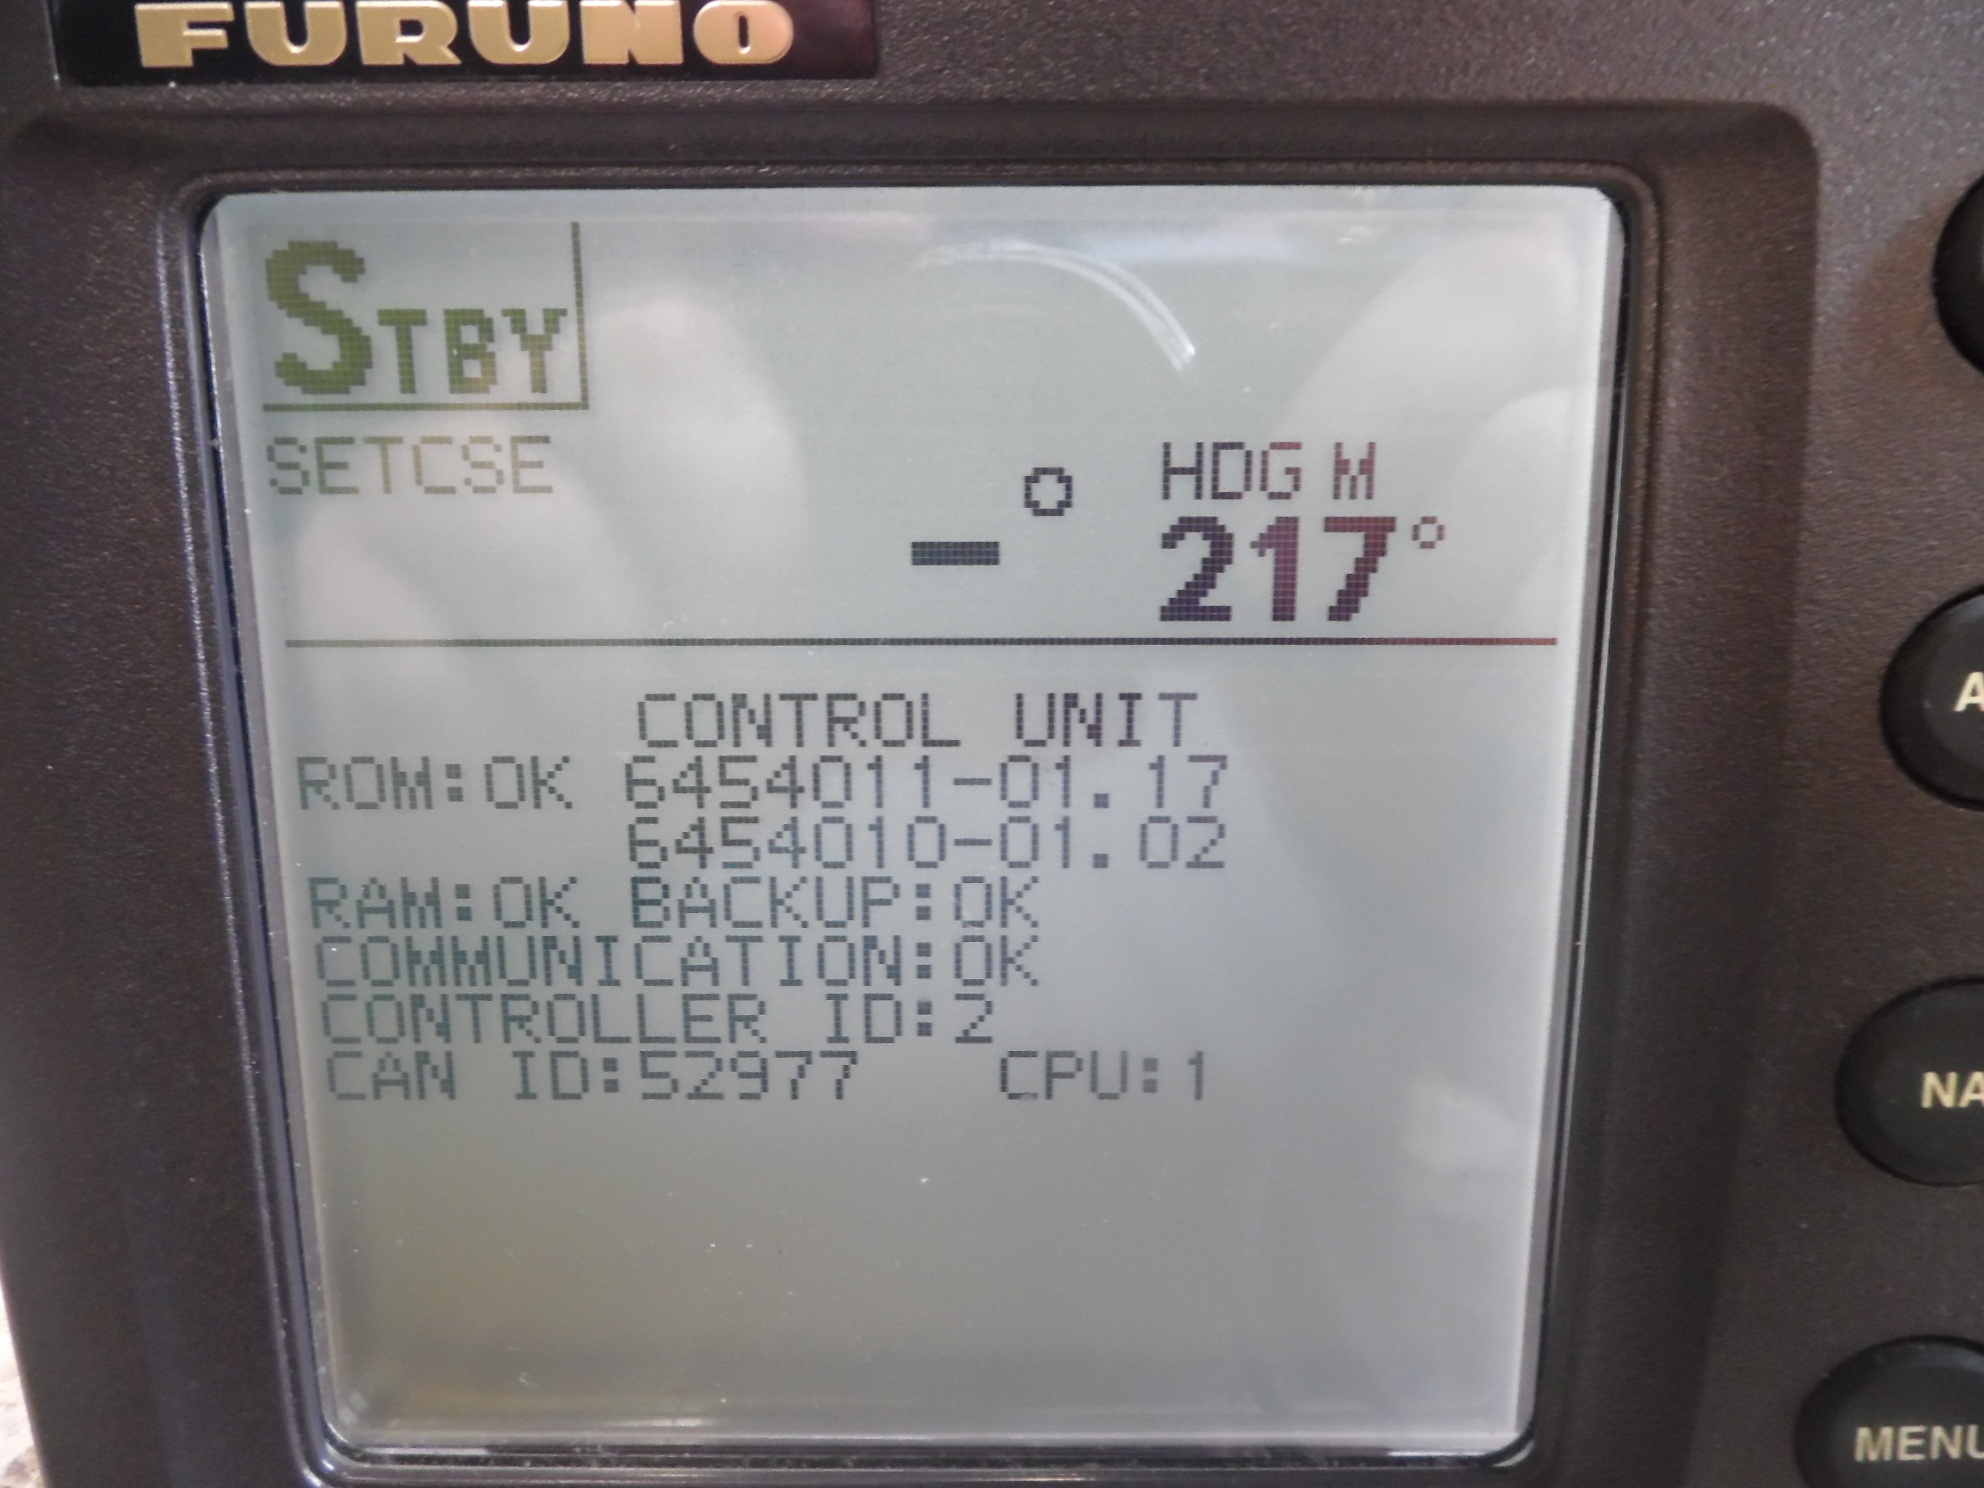 FURUNO
STBY
SETCSE
-° HDG M
217°
CONTROL UNIT
ROM:OK 6454011-01.17
6454010-01.02
RAM:OK BACKUP:OK
COMMUNICATION:OK
CONTROLLER ID:2
CAN ID:52977 CPU:1
MENU